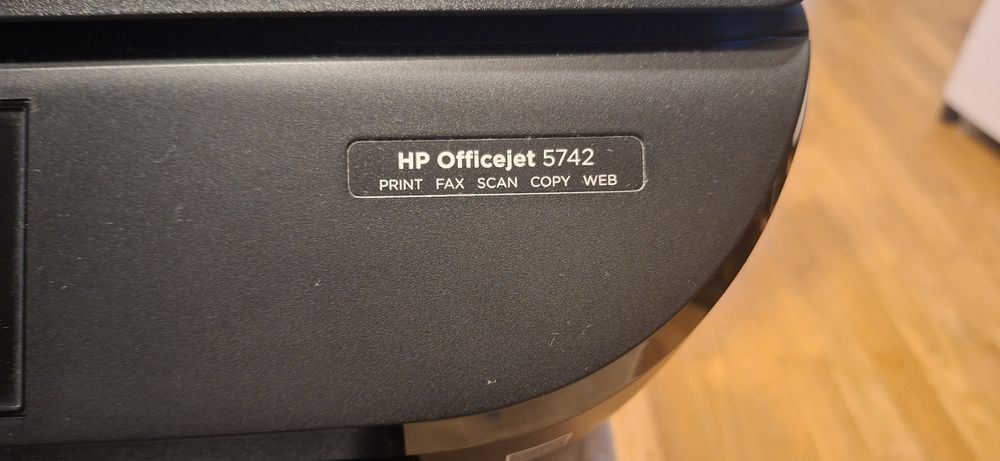 HP Officejet 5742
PRINT FAX SCAN COPY WEB